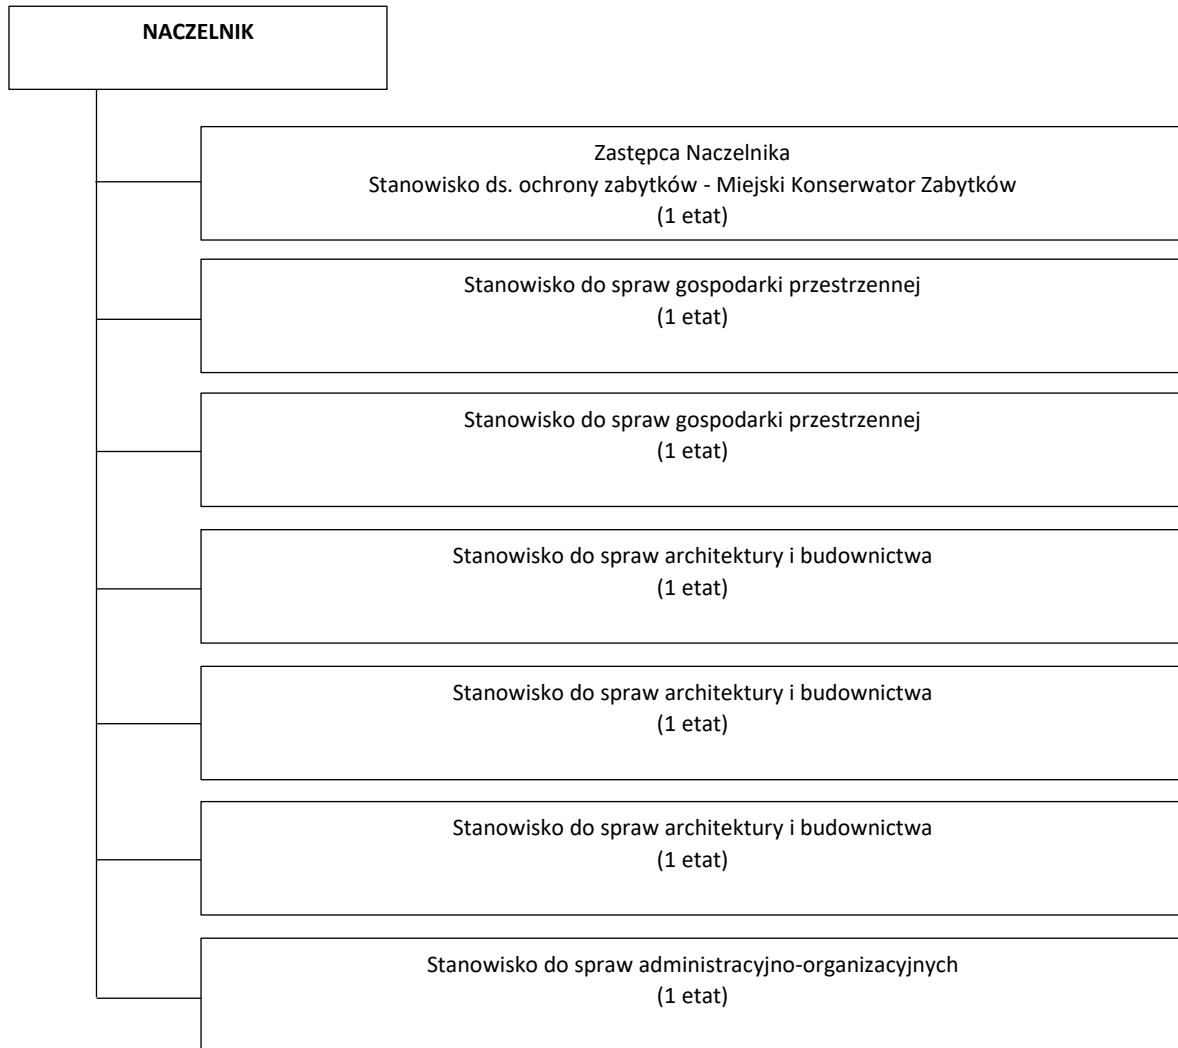 NACZELNIK
Zastępca Naczelnika
Stanowisko ds. ochrony zabytków - Miejski Konserwator Zabytków
(1 etat)
Stanowisko do spraw gospodarki przestrzennej
(1 etat)
Stanowisko do spraw gospodarki przestrzennej
(1 etat)
Stanowisko do spraw architektury i budownictwa
(1 etat)
Stanowisko do spraw architektury i budownictwa
(1 etat)
Stanowisko do spraw architektury i budownictwa
(1 etat)
Stanowisko do spraw administracyjno-organizacyjnych
(1 etat)